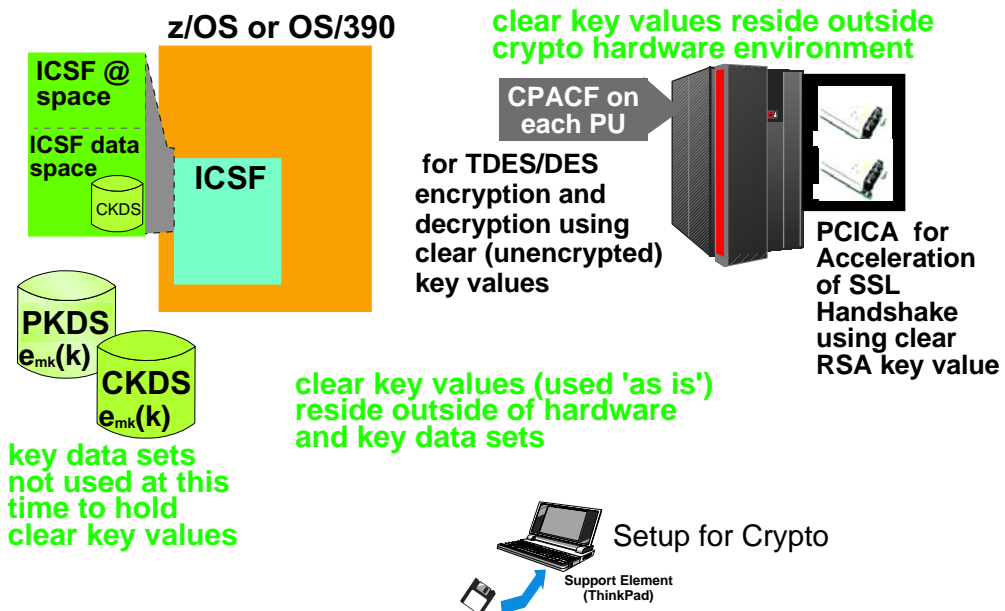 z/OS or OS/390
ICSF @
space
ICSF data
space
CKDS
ICSF
PKDS
emk(k)
CKDS
emk(k)
key data sets
not used at this
time to hold
clear key values
clear key values reside outside
crypto hardware environment
CPACF on
each PU
for TDES/DES
encryption and
decryption using
clear (unencrypted)
key values
PCICA for
Acceleration
of SSL
Handshake
using clear
RSA key value
clear key values (used 'as is')
reside outside of hardware
and key data sets
Setup for Crypto
Support Element
(ThinkPad)